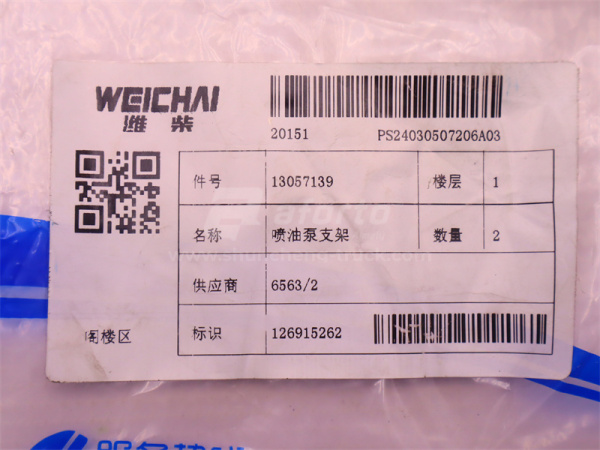 WEICHAI
潍柴
20151 PS24030507206A03
件号 13057139 楼层 1
名称 喷油泵支架 数量 2
供应商 6563/2
阁楼区 标识 126915262